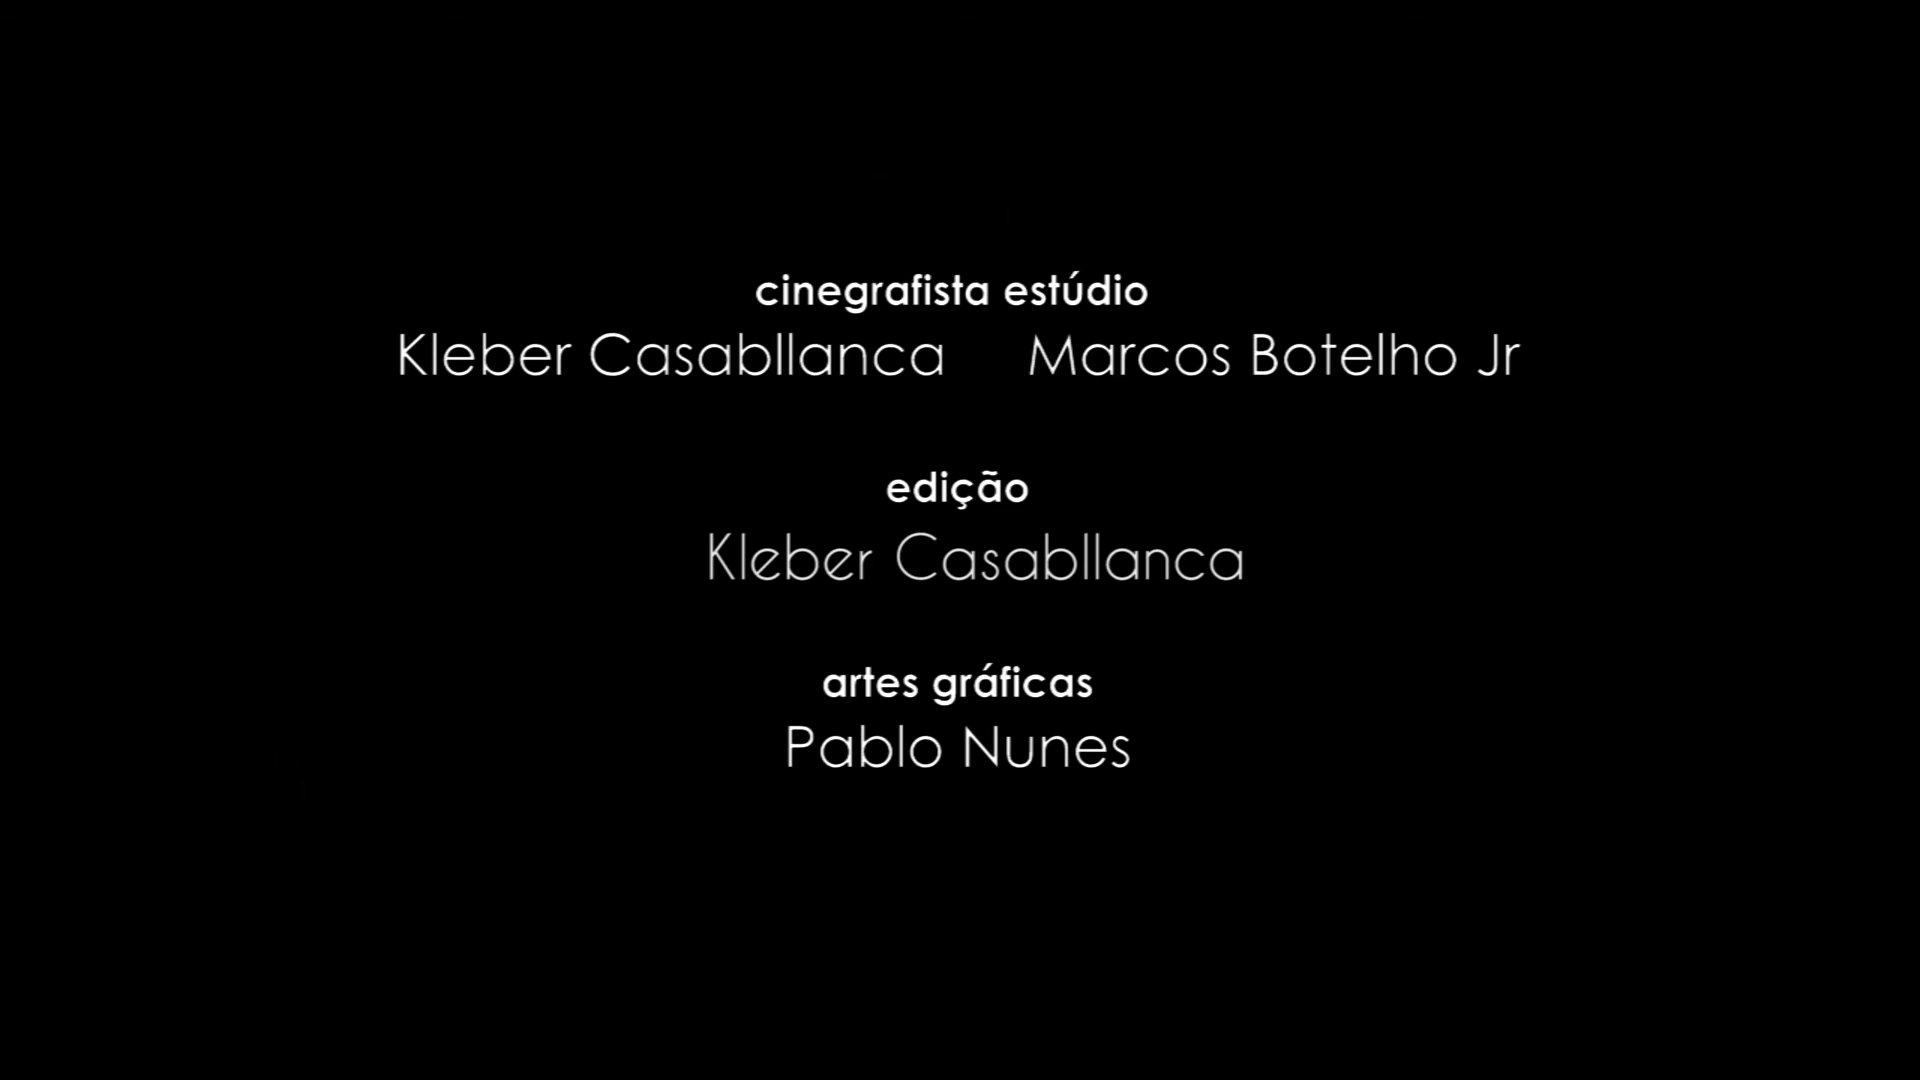 cinegrafista estúdio
Kleber Casabllanca Marcos Botelho Jr
edição
Kleber Casabllanca
artes gráficas
Pablo Nunes